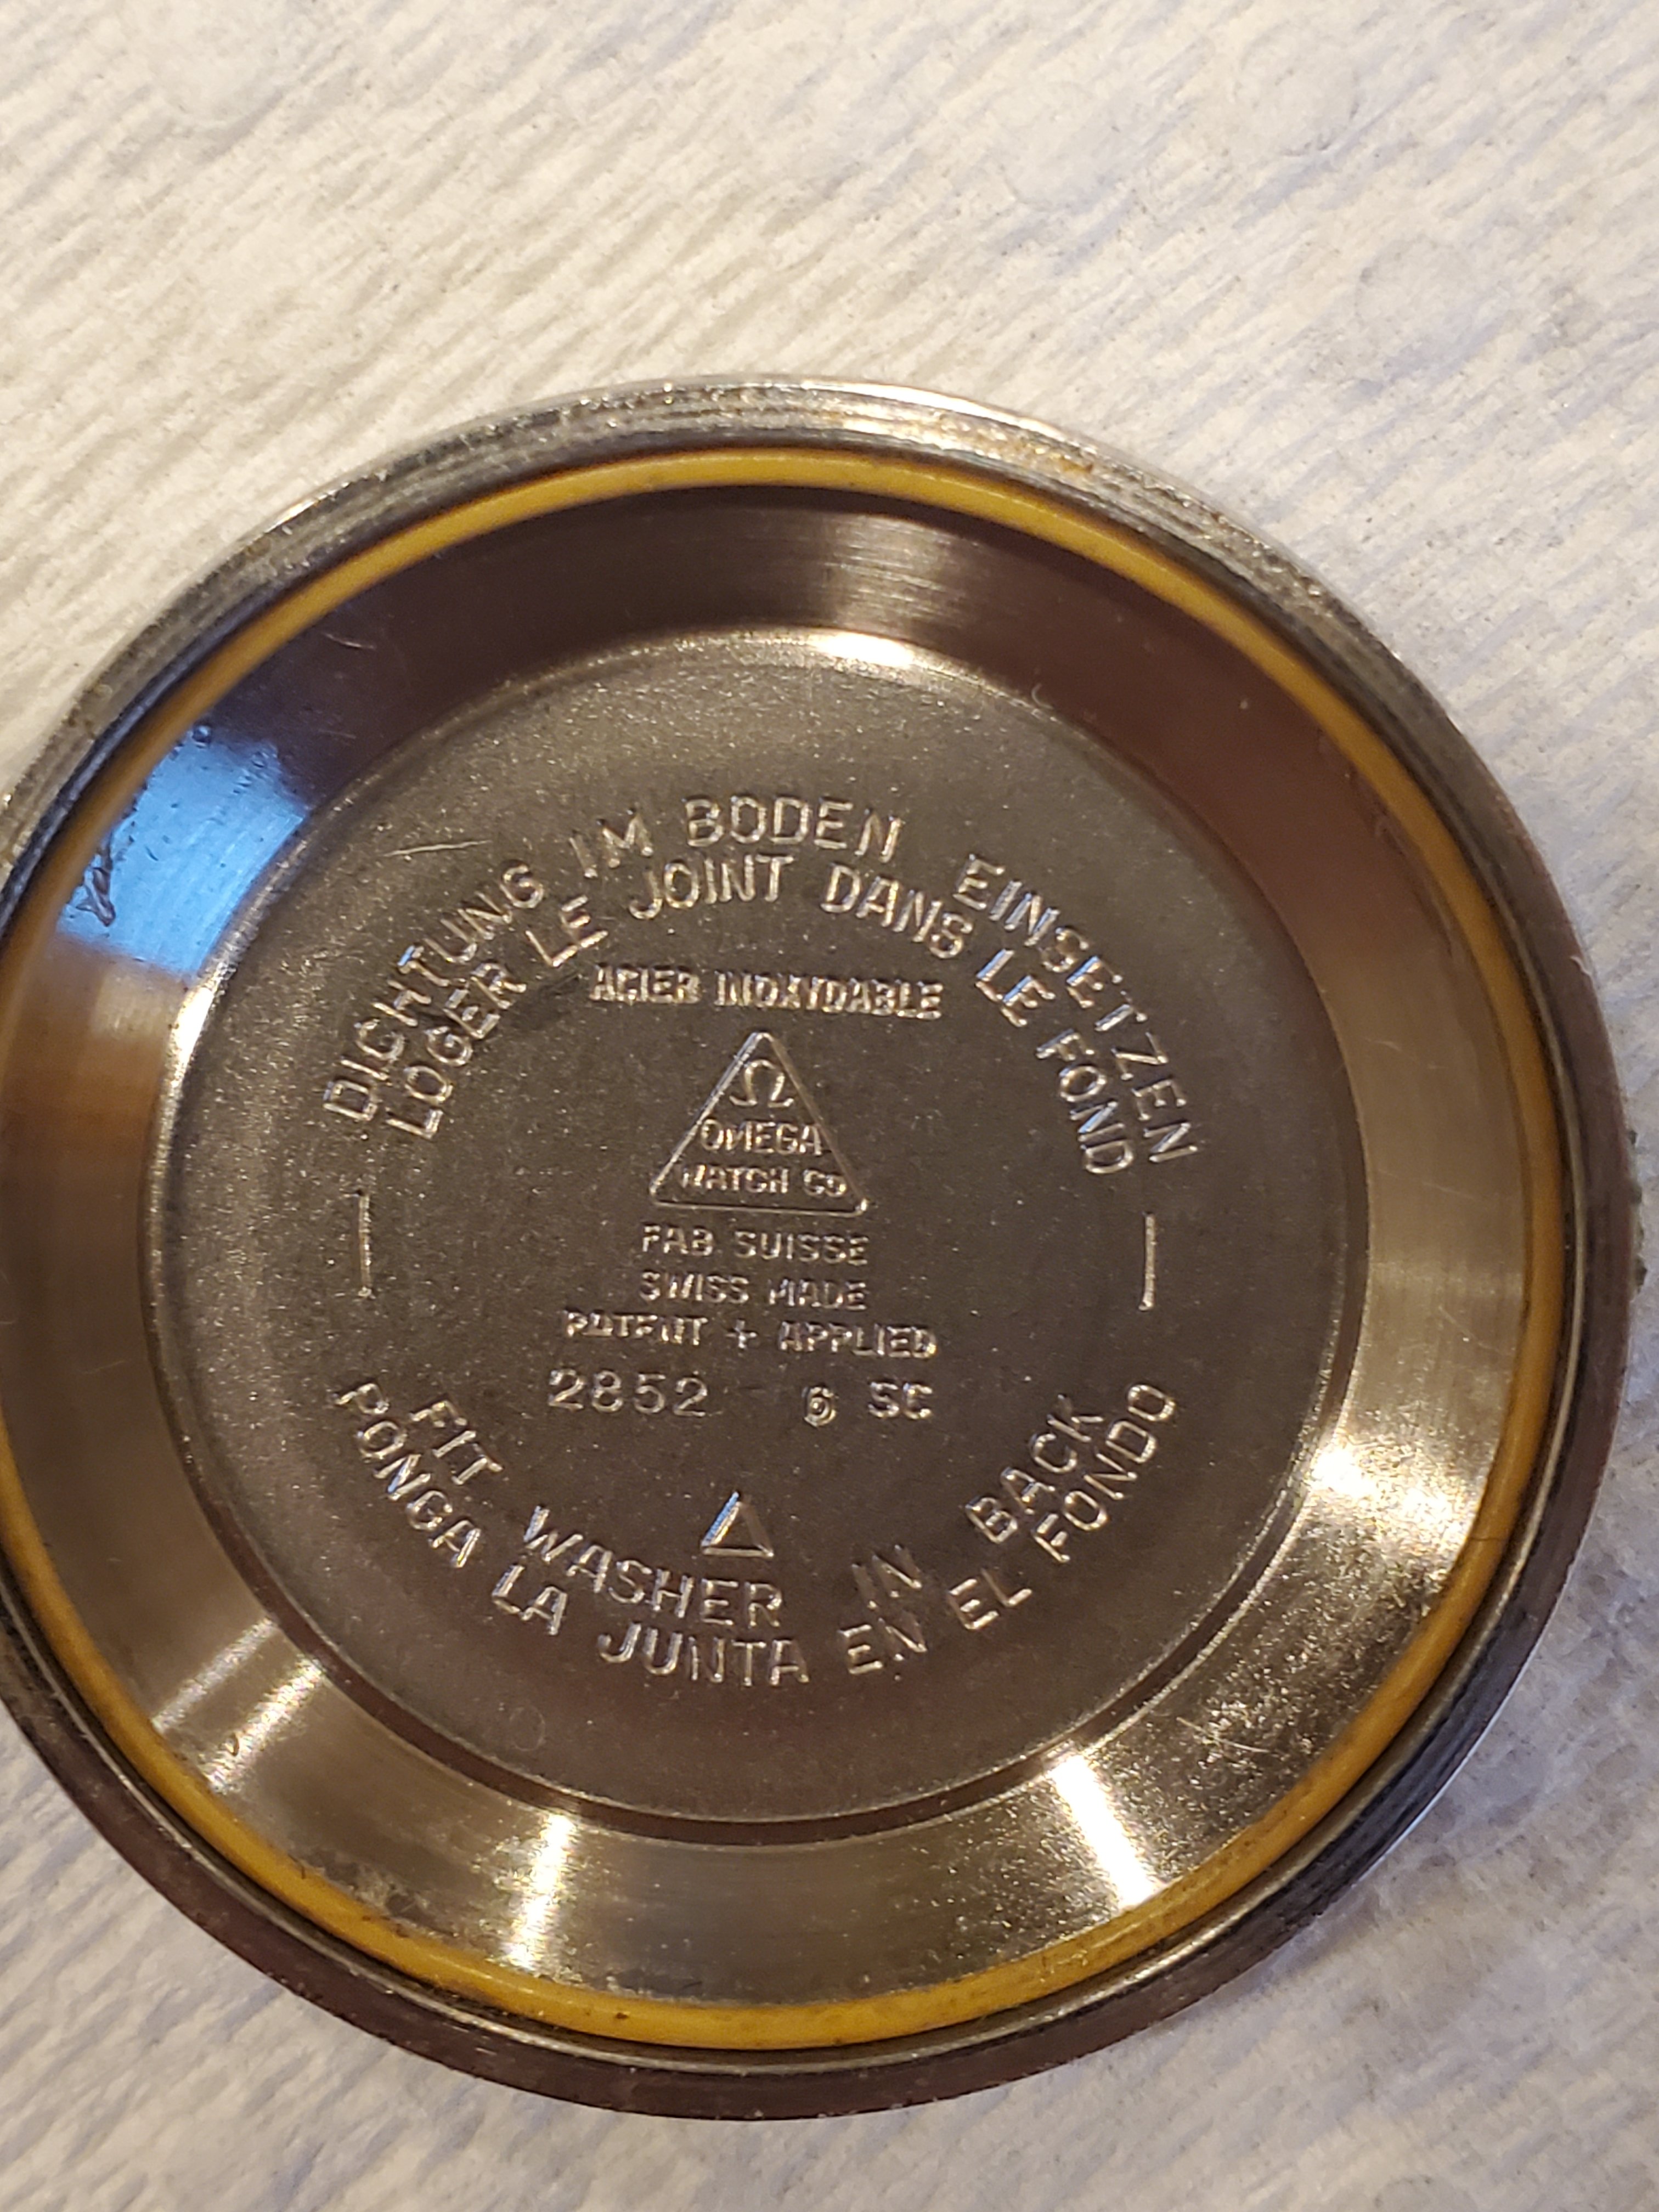 DICHTUNG IM BODEN EINSETZEN
LOGER LE JOINT DANS LE FOND
ACIER INOXYDABLE
Ω
OMEGA
WATCH CO
FAB SUISSE
SWISS MADE
PATENT + APPLIED
2852 - 6 SC
FIT WASHER IN BACK
PONGA LA JUNTA EN EL FONDO